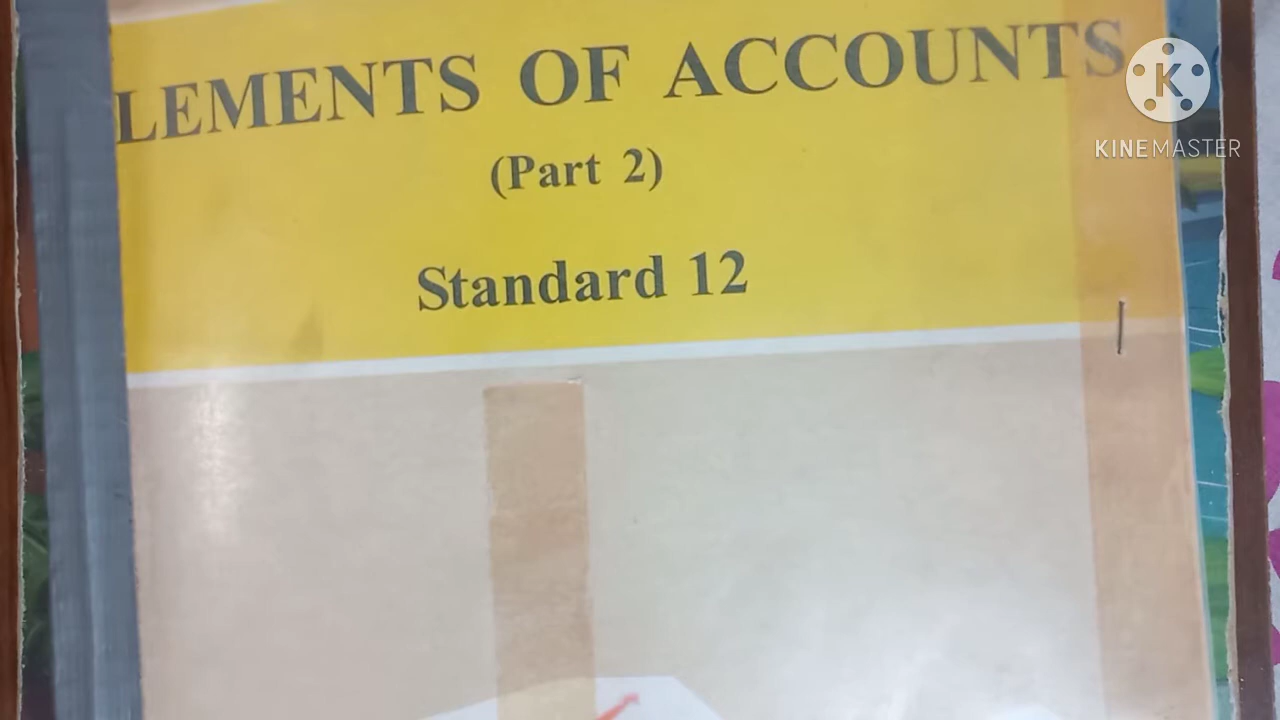 LEMENTS OF ACCOUNTS
(Part 2)
Standard 12
K
KINEMASTER